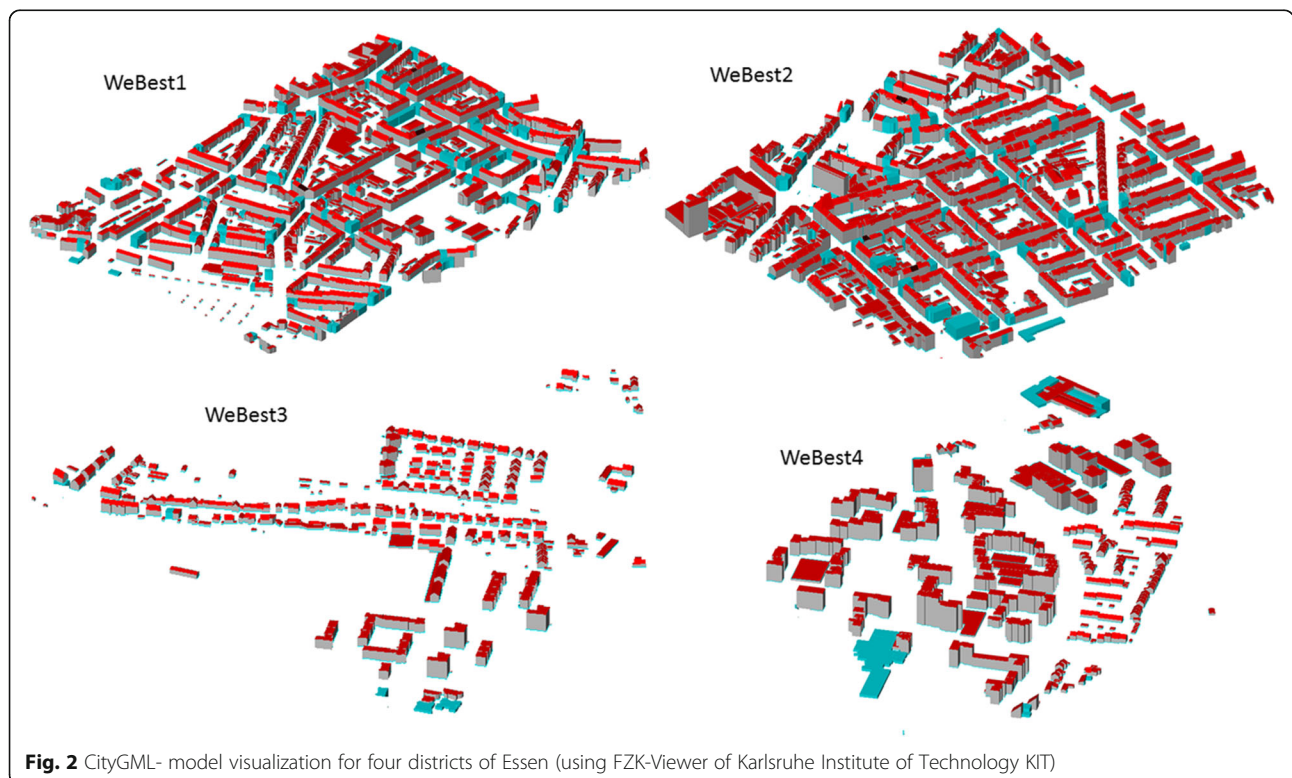 WeBest1
WeBest2
WeBest3
WeBest4
Fig. 2 CityGML- model visualization for four districts of Essen (using FZK-Viewer of Karlsruhe Institute of Technology KIT)